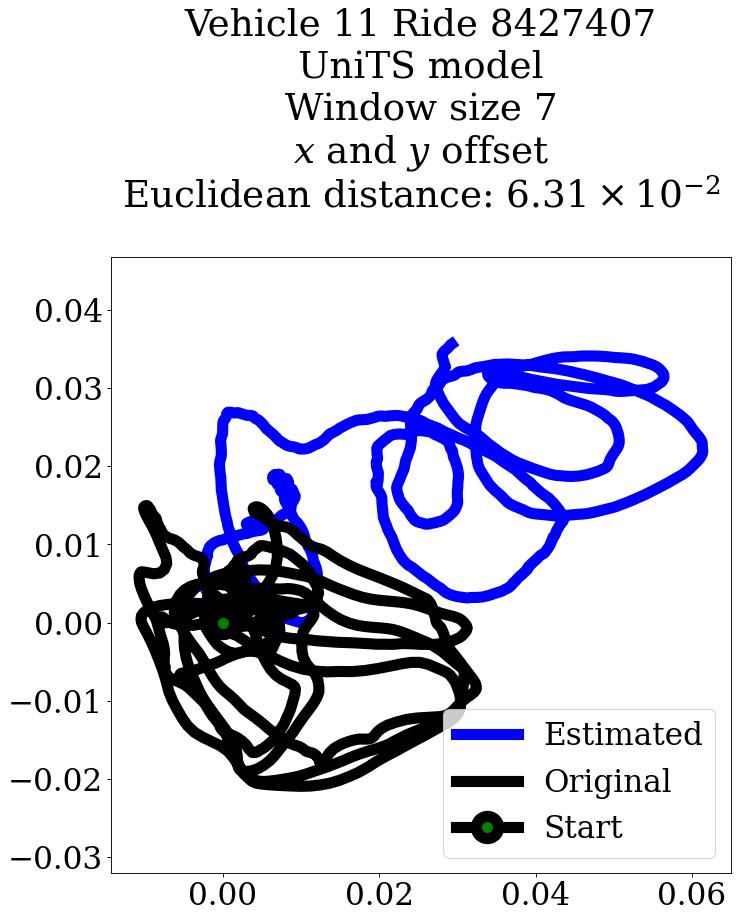 Vehicle 11 Ride 8427407
UniTS model
Window size 7
x and y offset
Euclidean distance: 6.31 × 10⁻²
0.04
0.03
0.02
0.01
0.00
−0.01
−0.02
−0.03
0.00 0.02 0.04 0.06
Estimated
Original
Start